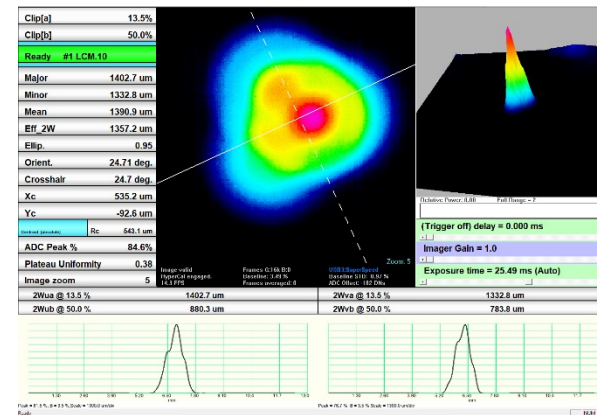 Clip[a] 13.5%
Clip[b] 50.0%
Ready #1 LCM.10
Major 1402.7 um
Minor 1332.8 um
Mean 1390.9 um
Eff_2W 1357.2 um
Ellip. 0.95
Orient. 24.71 deg.
Crosshair 24.7 deg.
Xc 535.2 um
Yc -92.6 um
Rc 543.1 um
ADC Peak % 84.6%
Plateau Uniformity 0.38
Image zoom 5
Zoom: 5
Image valid
HyperCal engaged.
14.3 FPS
Frames averaged: 0
USB3:SuperSpeed
(Trigger off) delay = 0.000 ms
Imager Gain = 1.0
Exposure time = 25.49 ms (Auto)
2Wua @ 13.5 % 1402.7 um 2Wva @ 13.5 % 1332.8 um
2Wub @ 50.0 % 880.3 um 2Wvb @ 50.0 % 783.8 um
Ready